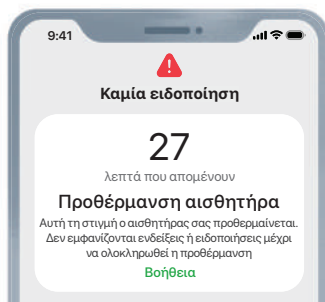 9:41
Καμία ειδοποίηση
27
λεπτά που απομένουν
Προθέρμανση αισθητήρα
Αυτή τη στιγμή ο αισθητήρας σας προθερμαίνεται.
Δεν εμφανίζονται ενδείξεις ή ειδοποιήσεις μέχρι
να ολοκληρωθεί η προθέρμανση
Βοήθεια